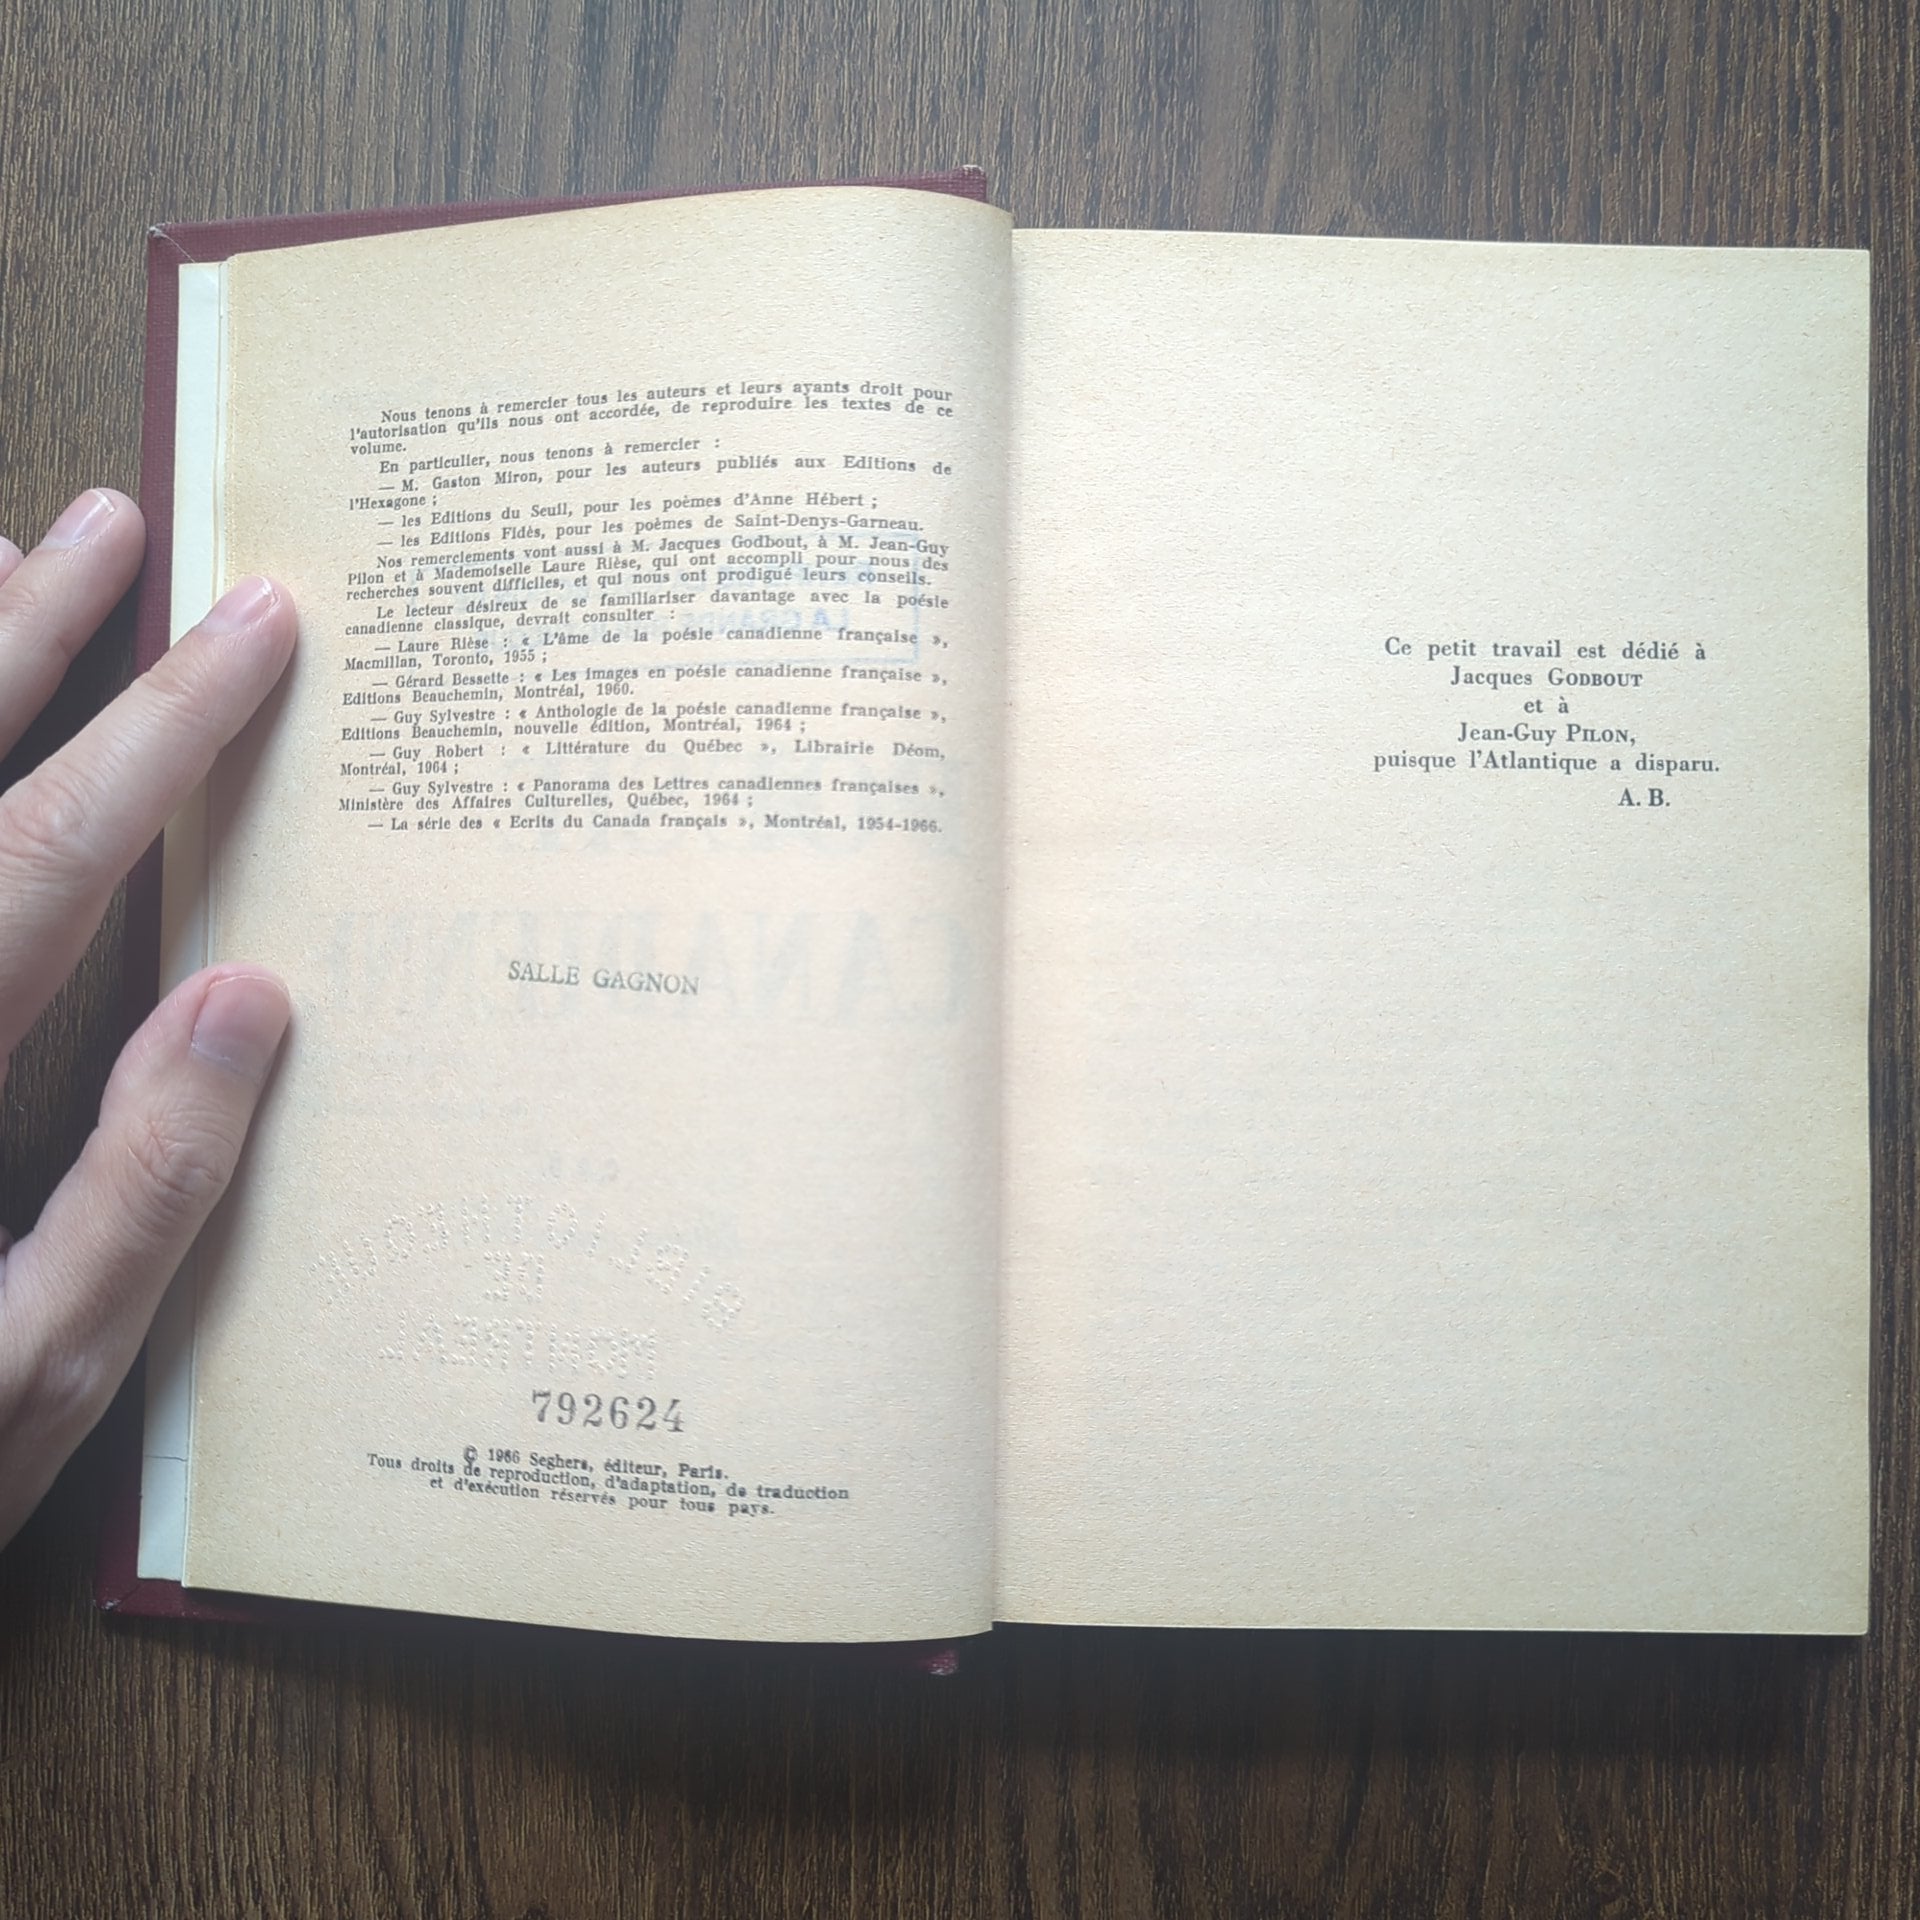 Nous tenons à remercier tous les auteurs et leurs ayants droit pour
l'autorisation qu'ils nous ont accordée, de reproduire les textes de ce
volume.
En particulier, nous tenons à remercier :
— M. Gaston Miron, pour les auteurs publiés aux Editions de
l'Hexagone ;
— les Editions du Seuil, pour les poèmes d'Anne Hébert ;
— les Editions Fidès, pour les poèmes de Saint-Denys-Garneau.
Nos remerciements vont aussi à M. Jacques Godbout, à M. Jean-Guy
Pilon et à Mademoiselle Laure Rièse, qui ont accompli pour nous des
recherches souvent difficiles, et qui nous ont prodigué leurs conseils.
Le lecteur désireux de se familiariser davantage avec la poésie
canadienne classique, devrait consulter :
— Laure Rièse : « L'âme de la poésie canadienne française »,
Macmillan, Toronto, 1955 ;
— Gérard Bessette : « Les images en poésie canadienne française »,
Editions Beauchemin, Montréal, 1960.
— Guy Sylvestre : « Anthologie de la poésie canadienne française »,
Editions Beauchemin, nouvelle édition, Montréal, 1964 ;
— Guy Robert : « Littérature du Québec », Librairie Déom,
Montréal, 1964 ;
— Guy Sylvestre : « Panorama des Lettres canadiennes françaises »,
Ministère des Affaires Culturelles, Québec, 1964 ;
— La série des « Ecrits du Canada français », Montréal, 1954-1966.
SALLE GAGNON
BIBLIOTHEQUE
DE
MONTREAL
792624
© 1966 Seghers, éditeur, Paris.
Tous droits de reproduction, d'adaptation, de traduction
et d'exécution réservés pour tous pays.
Ce petit travail est dédié à
Jacques GODBOUT
et à
Jean-Guy PILON,
puisque l'Atlantique a disparu.
A. B.